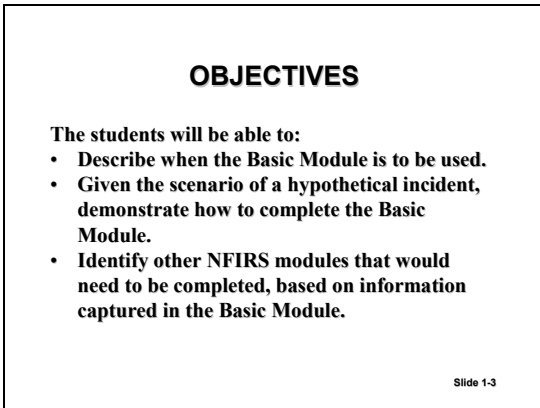 OBJECTIVES
The students will be able to:
• Describe when the Basic Module is to be used.
• Given the scenario of a hypothetical incident,
demonstrate how to complete the Basic
Module.
• Identify other NFIRS modules that would
need to be completed, based on information
captured in the Basic Module.
Slide 1-3